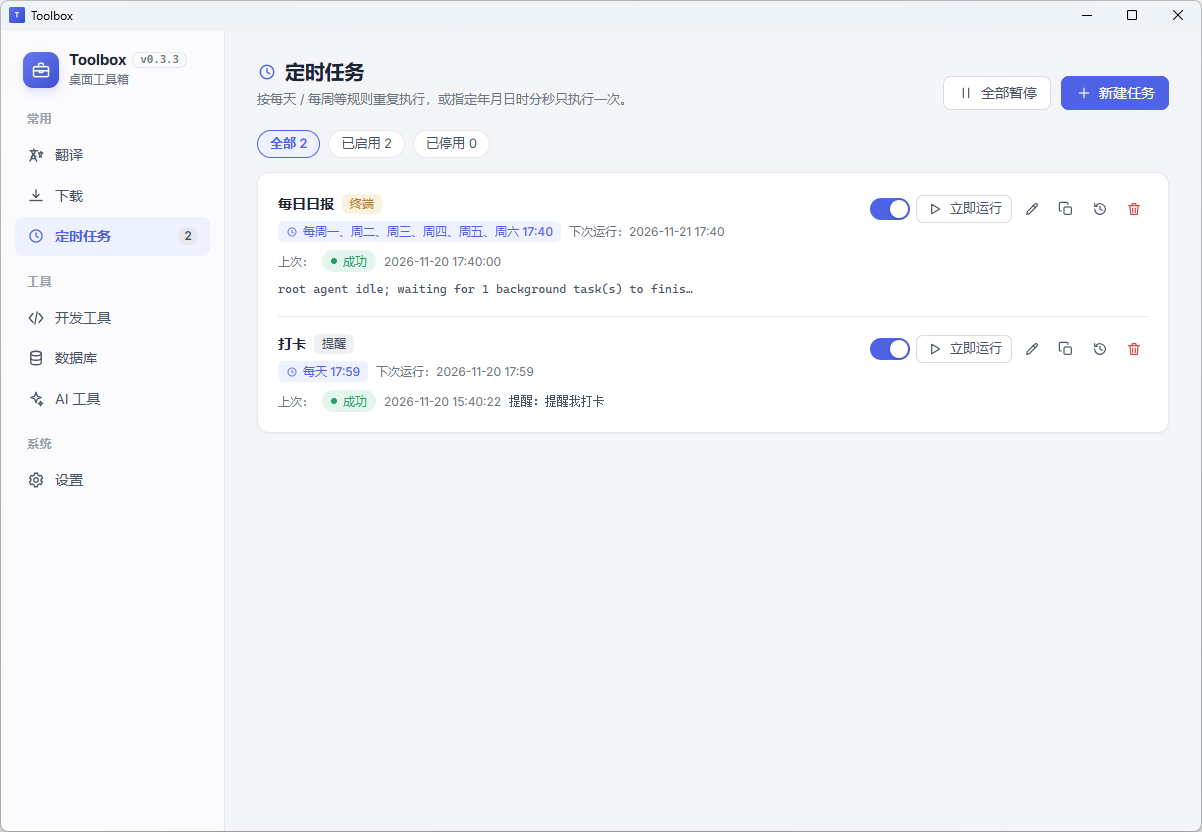 Toolbox
Toolbox v0.3.3
桌面工具箱
常用
翻译
下载
定时任务 2
工具
开发工具
数据库
AI 工具
系统
设置
定时任务
按每天 / 每周等规则重复执行，或指定年月日时分秒只执行一次。
全部暂停
新建任务
全部 2
已启用 2
已停用 0
每日日报 终端
每周一、周二、周三、周四、周五、周六 17:40 下次运行：2026-11-21 17:40
上次： 成功 2026-11-20 17:40:00
root agent idle; waiting for 1 background task(s) to finis…
立即运行
打卡 提醒
每天 17:59 下次运行：2026-11-20 17:59
上次： 成功 2026-11-20 15:40:22 提醒：提醒我打卡
立即运行